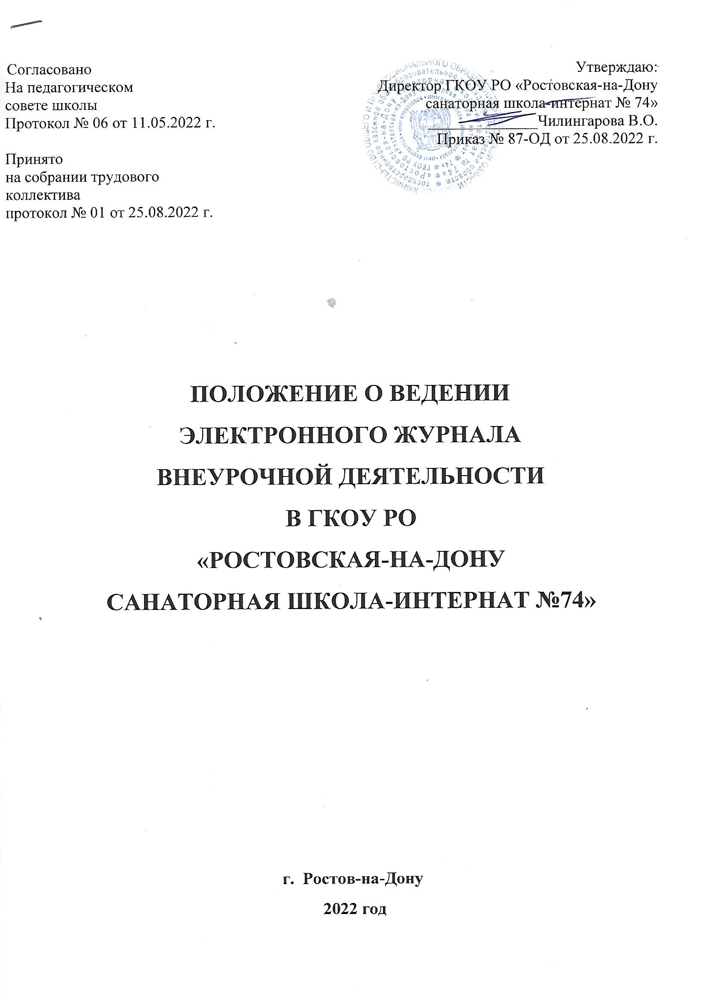 Согласовано
На педагогическом
совете школы
Протокол № 06 от 11.05.2022 г.
Принято
на собрании трудового
коллектива
протокол № 01 от 25.08.2022 г.
Утверждаю:
Директор ГКОУ РО «Ростовская-на-Дону
санаторная школа-интернат № 74»
Чилингарова В.О.
Приказ № 87-ОД от 25.08.2022 г.
ПОЛОЖЕНИЕ О ВЕДЕНИИ
ЭЛЕКТРОННОГО ЖУРНАЛА
ВНЕУРОЧНОЙ ДЕЯТЕЛЬНОСТИ
В ГКОУ РО
«РОСТОВСКАЯ-НА-ДОНУ
САНАТОРНАЯ ШКОЛА-ИНТЕРНАТ №74»
г. Ростов-на-Дону
2022 год